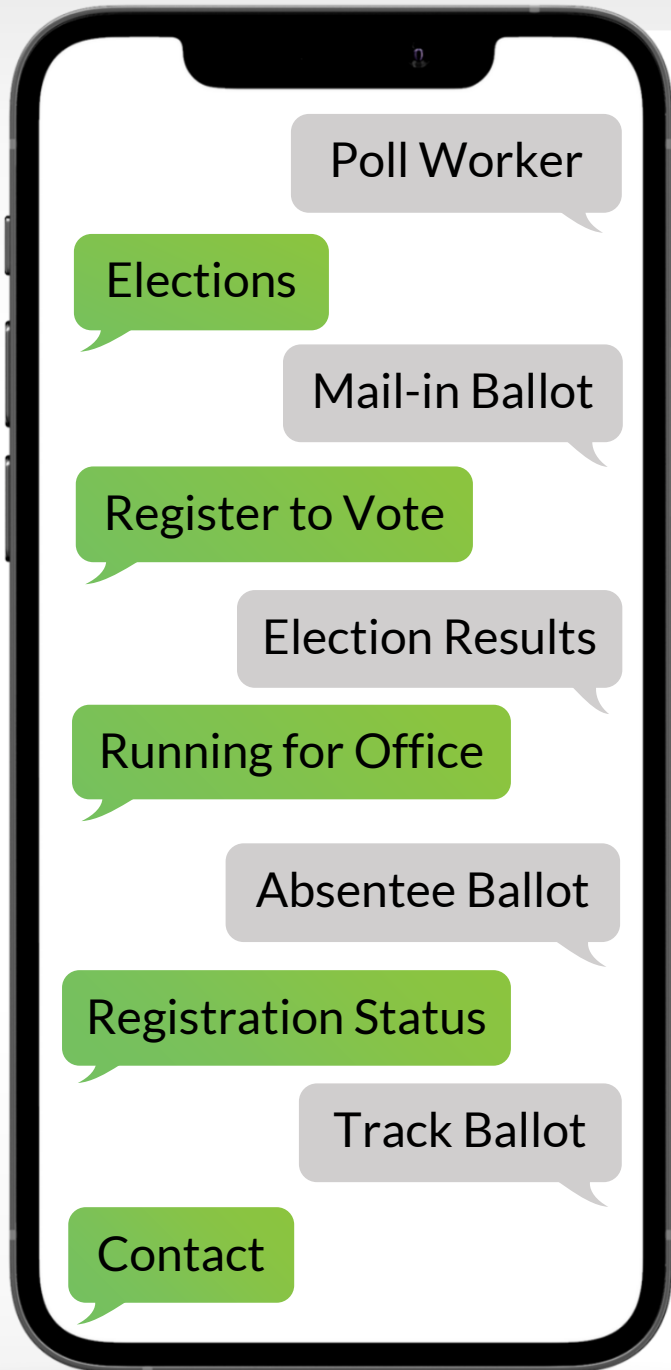 Poll Worker
Elections
Mail-in Ballot
Register to Vote
Election Results
Running for Office
Absentee Ballot
Registration Status
Track Ballot
Contact